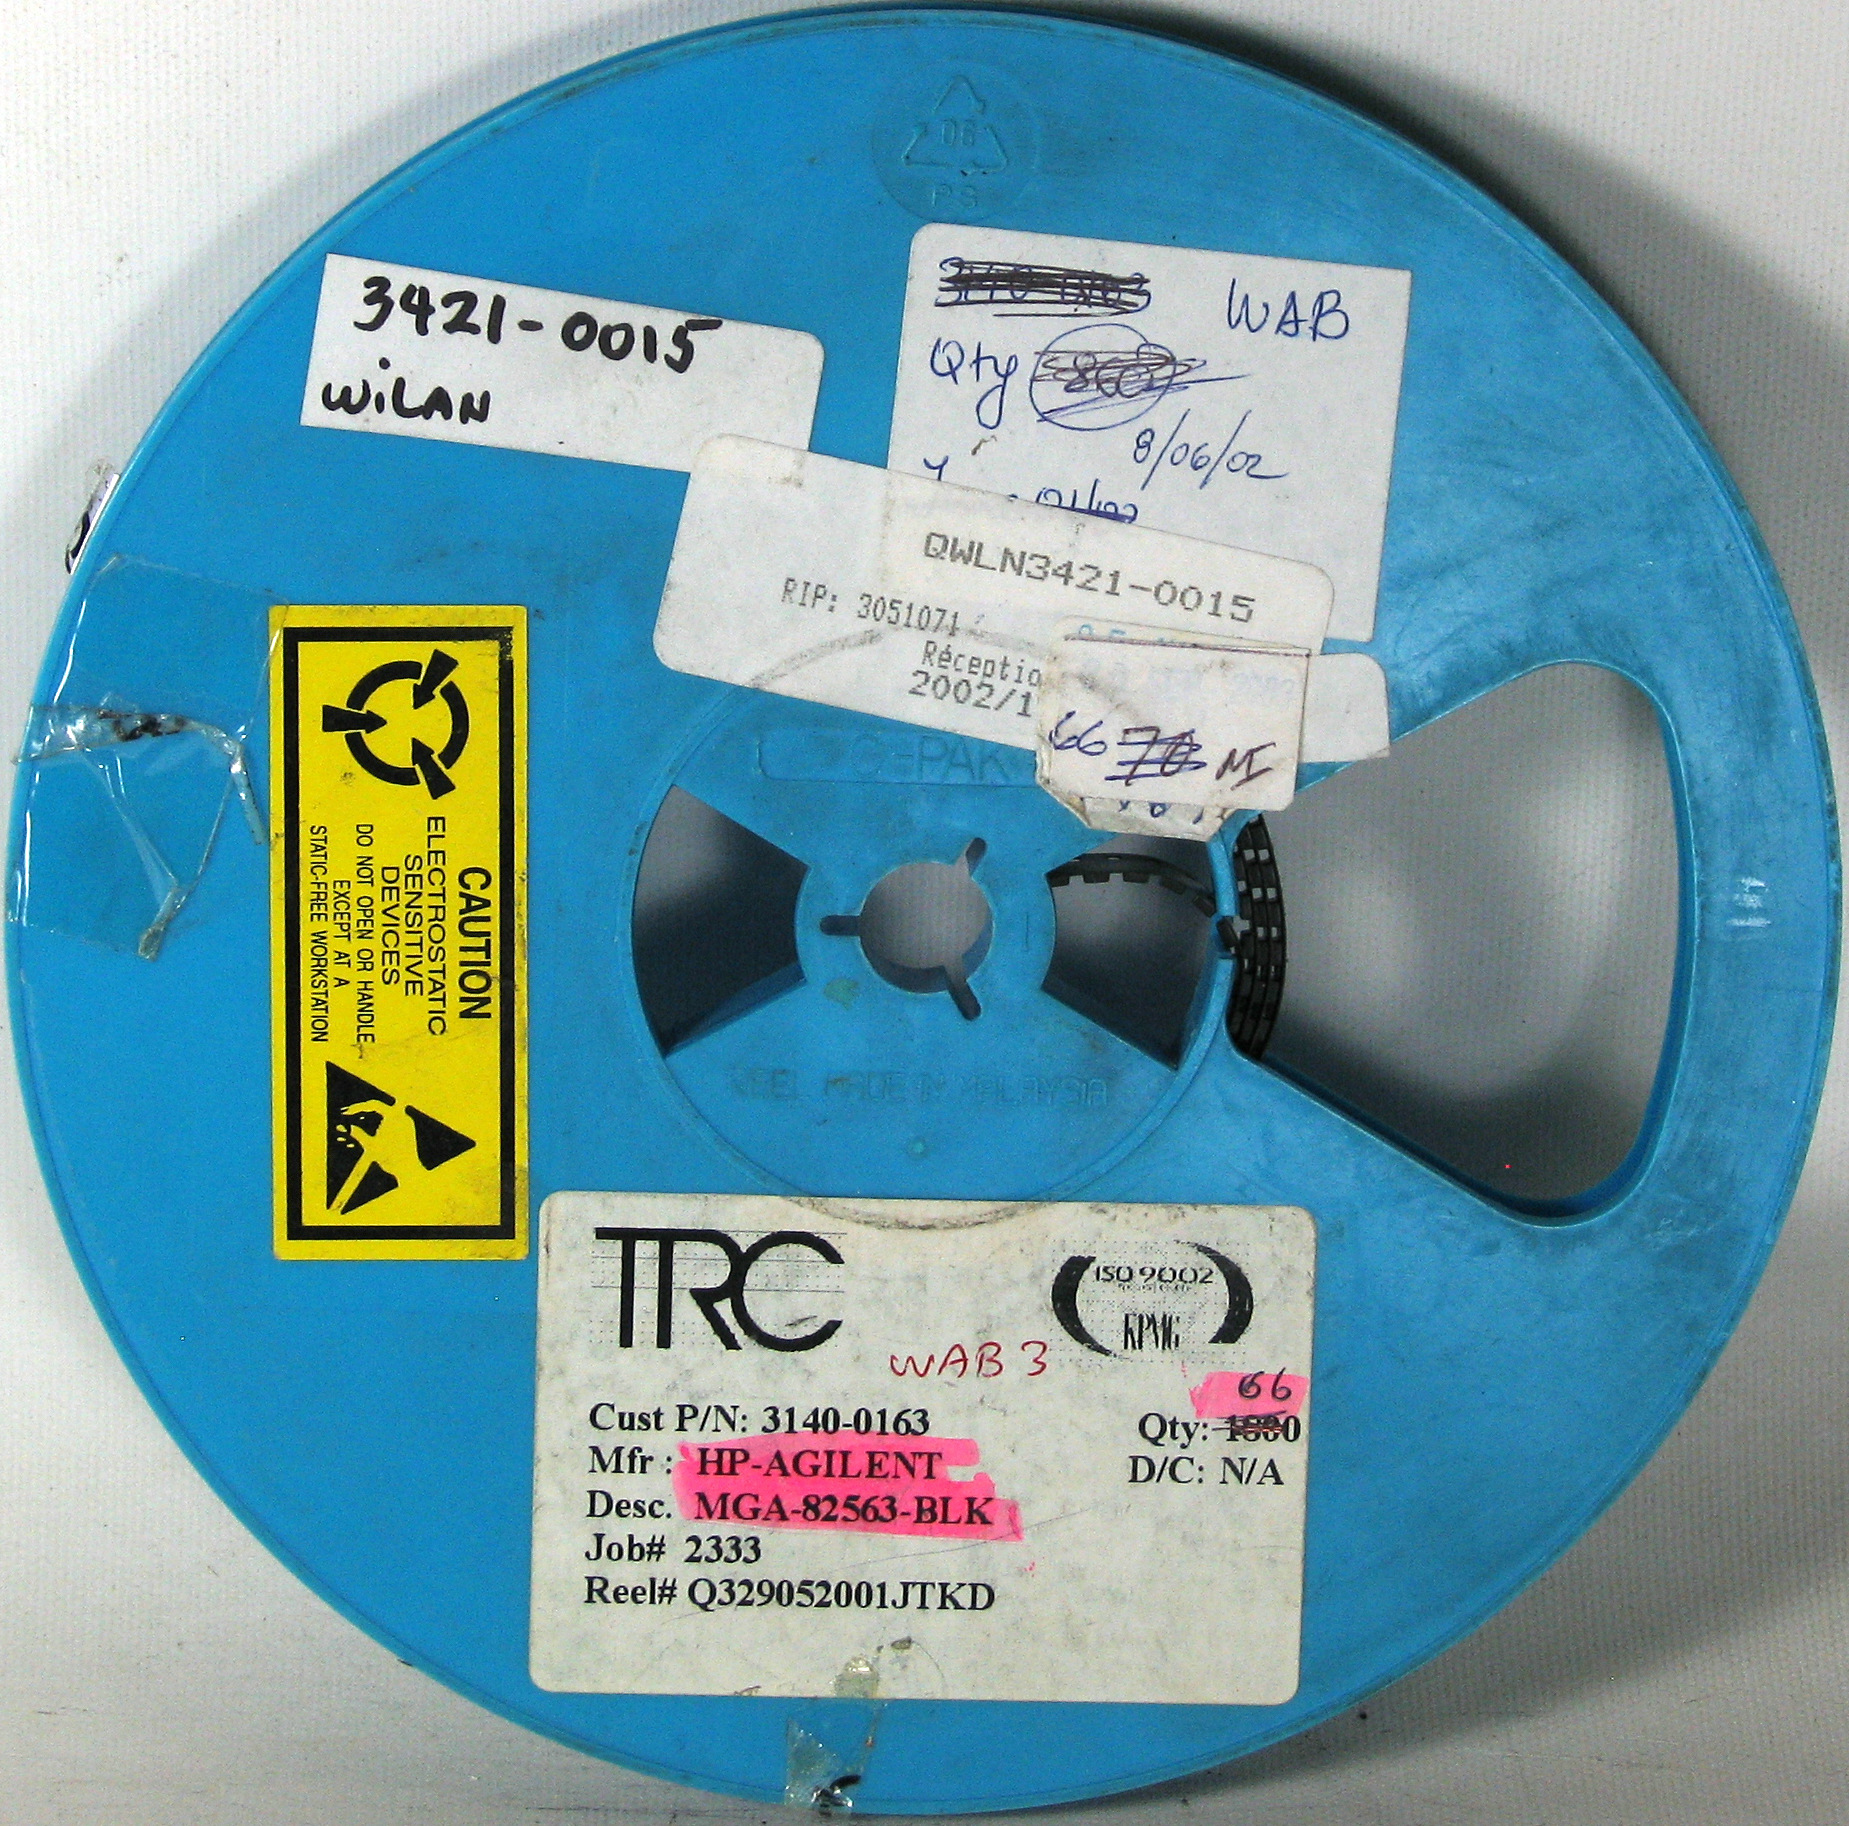 06
PS
3421-0015
WiLAN
WAB
Qty
8/06/02
QWLN3421-0015
RIP: 3051071
Réceptio
2002/1
66 70
-PAK
CAUTION
ELECTROSTATIC
SENSITIVE
DEVICES
DO NOT OPEN OR HANDLE
EXCEPT AT A
STATIC-FREE WORKSTATION
REEL MADE IN MALAYSIA
TRC
ISO 9002
KPMG
WAB 3
66
Cust P/N: 3140-0163
Qty: 1800
Mfr : HP-AGILENT
D/C: N/A
Desc. MGA-82563-BLK
Job# 2333
Reel# Q329052001JTKD